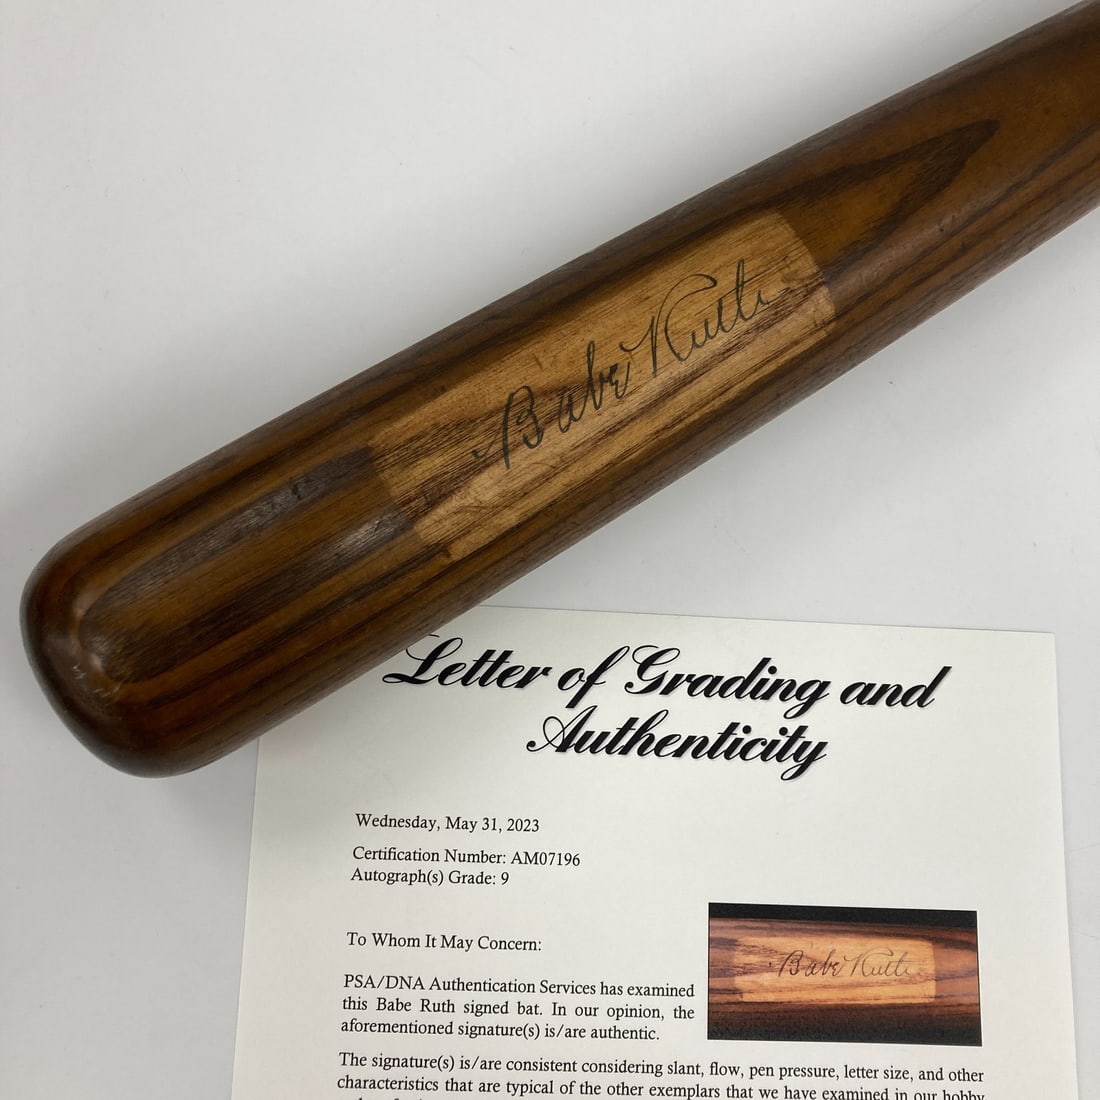 Babe Ruth
Letter of Grading and
Authenticity
Wednesday, May 31, 2023
Certification Number: AM07196
Autograph(s) Grade: 9
To Whom It May Concern:
Babe Ruth
PSA/DNA Authentication Services has examined
this Babe Ruth signed bat. In our opinion, the
aforementioned signature(s) is/are authentic.
The signature(s) is/are consistent considering slant, flow, pen pressure, letter size, and other
characteristics that are typical of the other exemplars that we have examined in our hobby